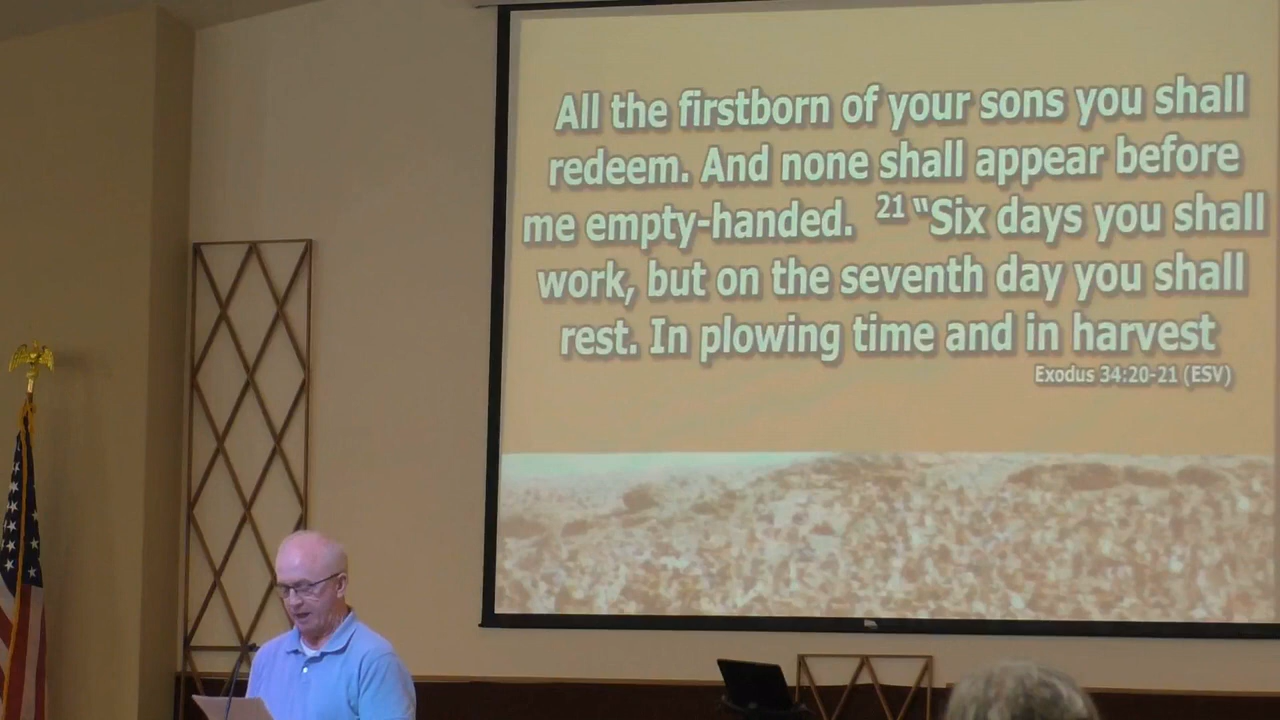 All the firstborn of your sons you shall
redeem. And none shall appear before
me empty-handed. 21 “Six days you shall
work, but on the seventh day you shall
rest. In plowing time and in harvest
Exodus 34:20-21 (ESV)